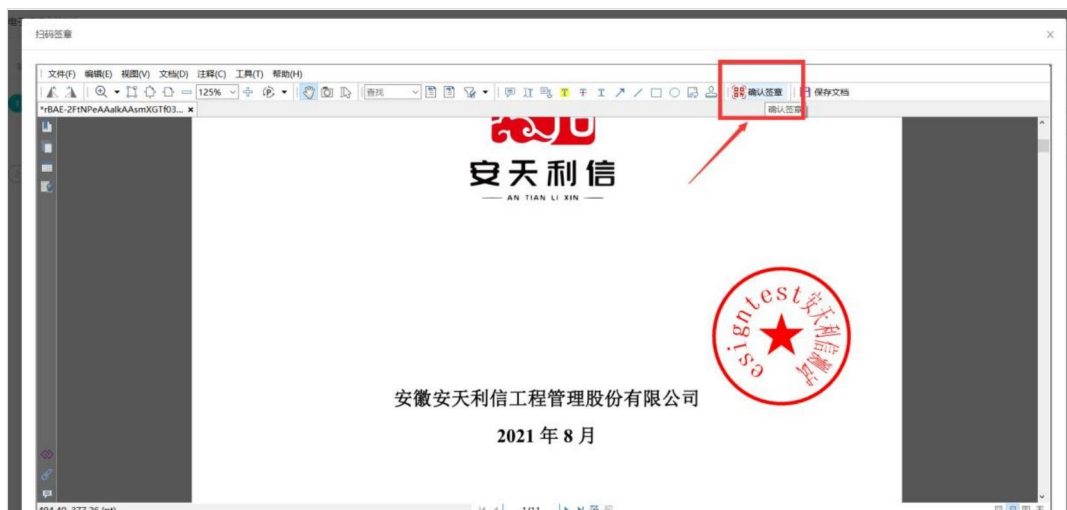 扫码签章
文件(F) 编辑(E) 视图(V) 文档(D) 注释(C) 工具(T) 帮助(H)
125% 查找 确认签章 保存文档
*rBAE-2FtNPeAAalkAAsmXGTf03...
确认签章
安天利信
AN TIAN LI XIN
esigntest安天利信测试
安徽安天利信工程管理股份有限公司
2021 年 8 月
1/11